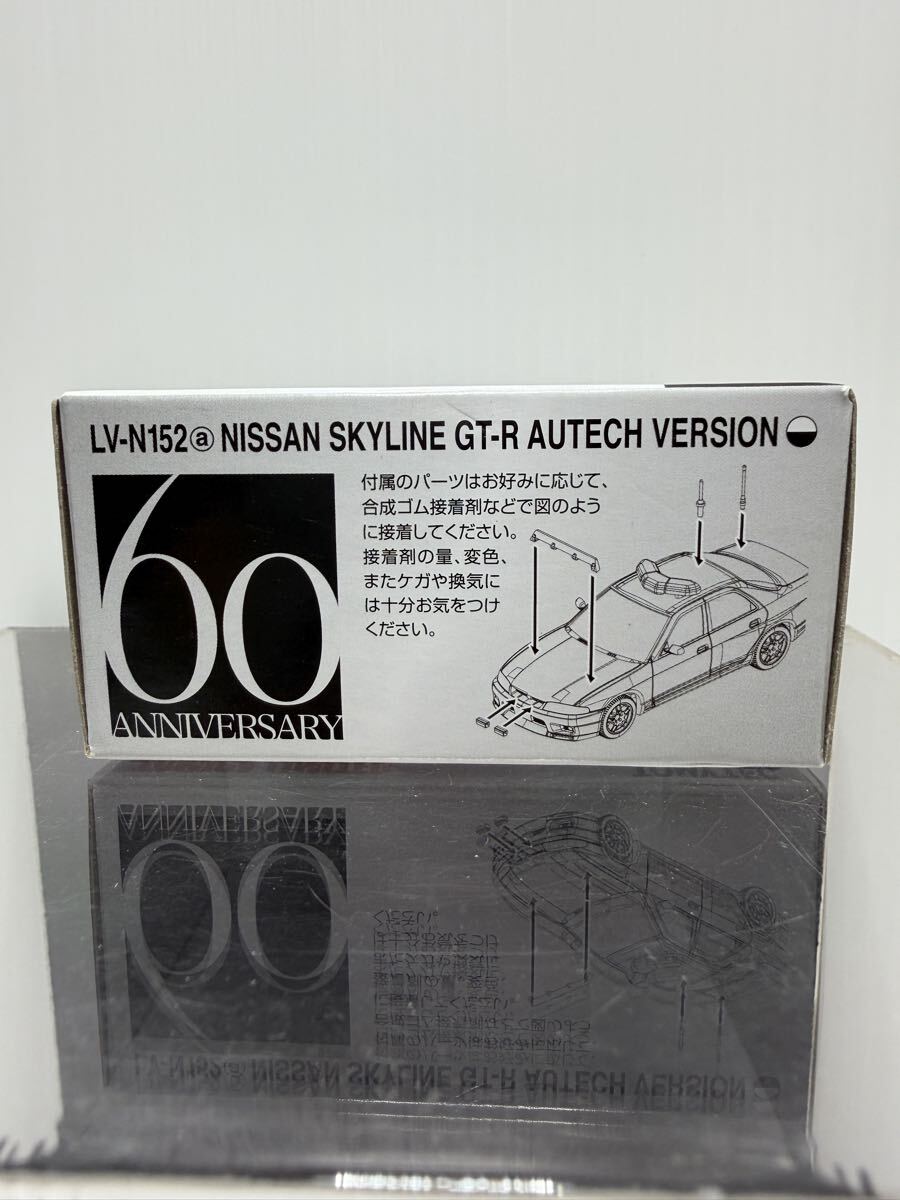 LV-N152ⓐ NISSAN SKYLINE GT-R AUTECH VERSION
60
ANNIVERSARY
付属のパーツはお好みに応じて、
合成ゴム接着剤などで図のよう
に接着してください。
接着剤の量、変色、
またケガや換気に
は十分お気をつけ
ください。